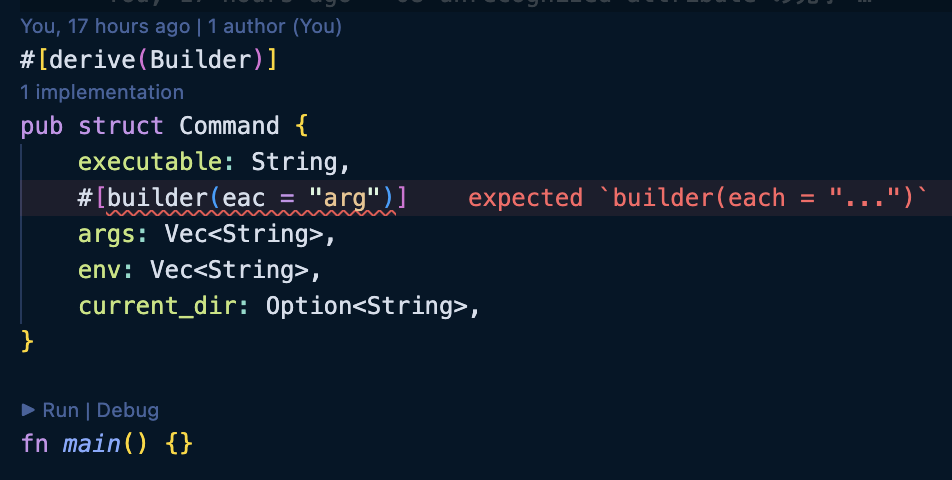 You, 17 hours ago | 1 author (You)
#[derive(Builder)]
1 implementation
pub struct Command {
    executable: String,
    #[builder(eac = "arg")]    expected `builder(each = "...")`
    args: Vec<String>,
    env: Vec<String>,
    current_dir: Option<String>,
}
▶ Run | Debug
fn main() {}